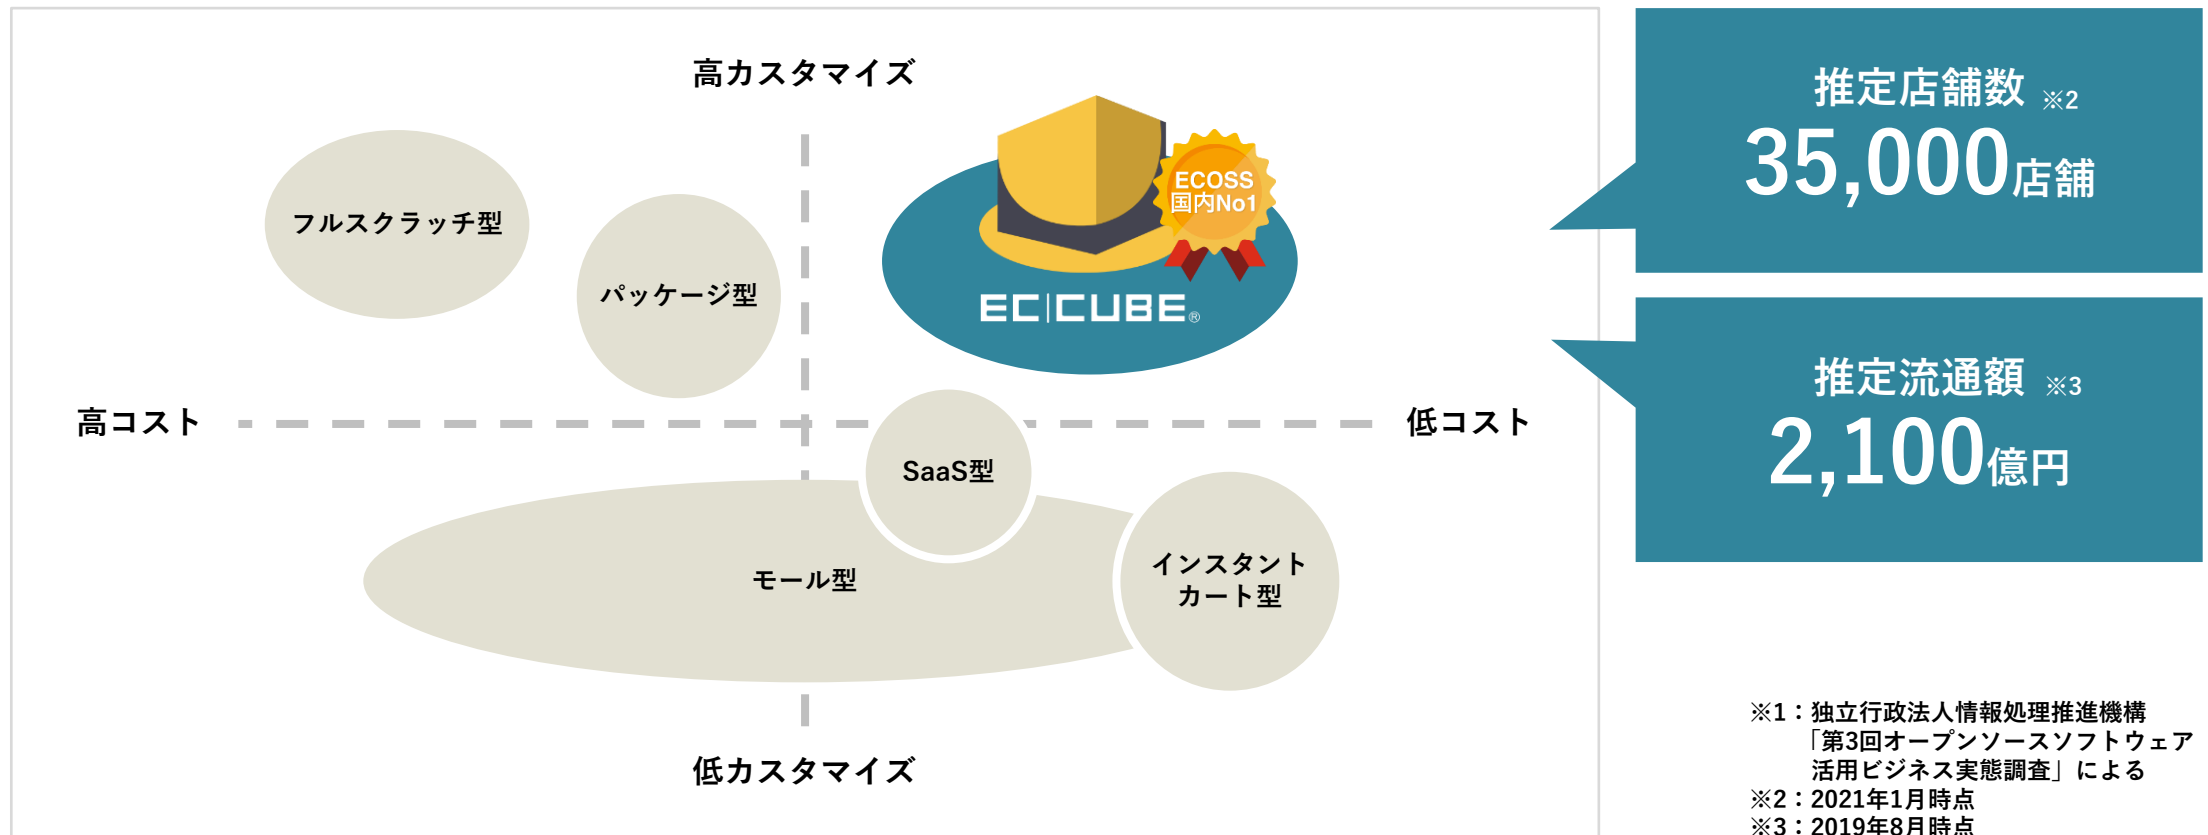 高カスタマイズ
フルスクラッチ型
パッケージ型
ECOSS
国内No1
EC CUBE®
高コスト
低コスト
SaaS型
モール型
インスタント
カート型
低カスタマイズ
推定店舗数 ※2
35,000店舗
推定流通額 ※3
2,100億円
※1：独立行政法人情報処理推進機構
「第3回オープンソースソフトウェア
活用ビジネス実態調査」による
※2：2021年1月時点
※3：2019年8月時点